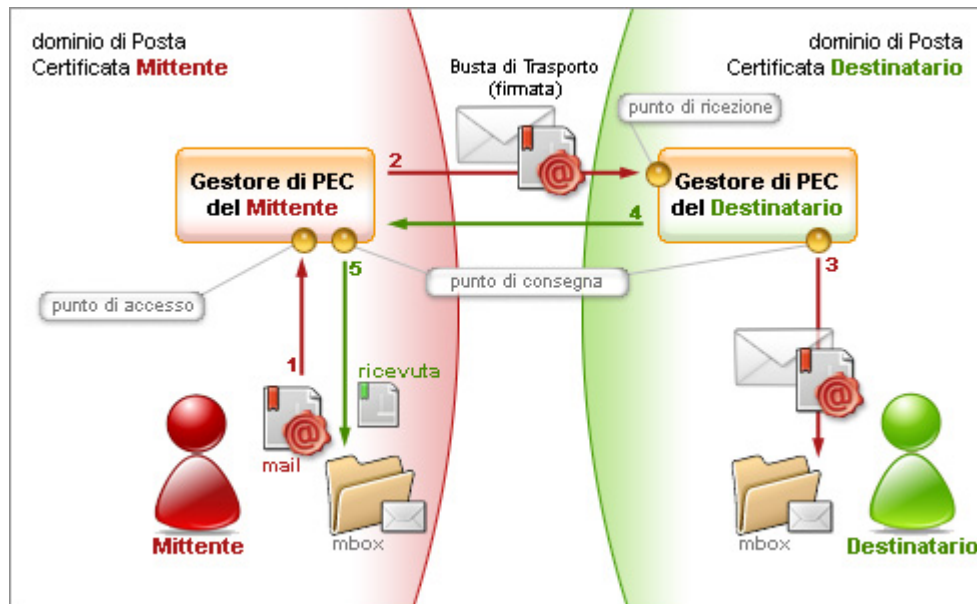 dominio di Posta
Certificata Mittente
dominio di Posta
Certificata Destinatario
Busta di Trasporto
(firmata)
punto di ricezione
2
Gestore di PEC
del Mittente
Gestore di PEC
del Destinatario
4
5
3
punto di consegna
punto di accesso
1
ricevuta
@
@
@
mail
mbox
mbox
Mittente
Destinatario